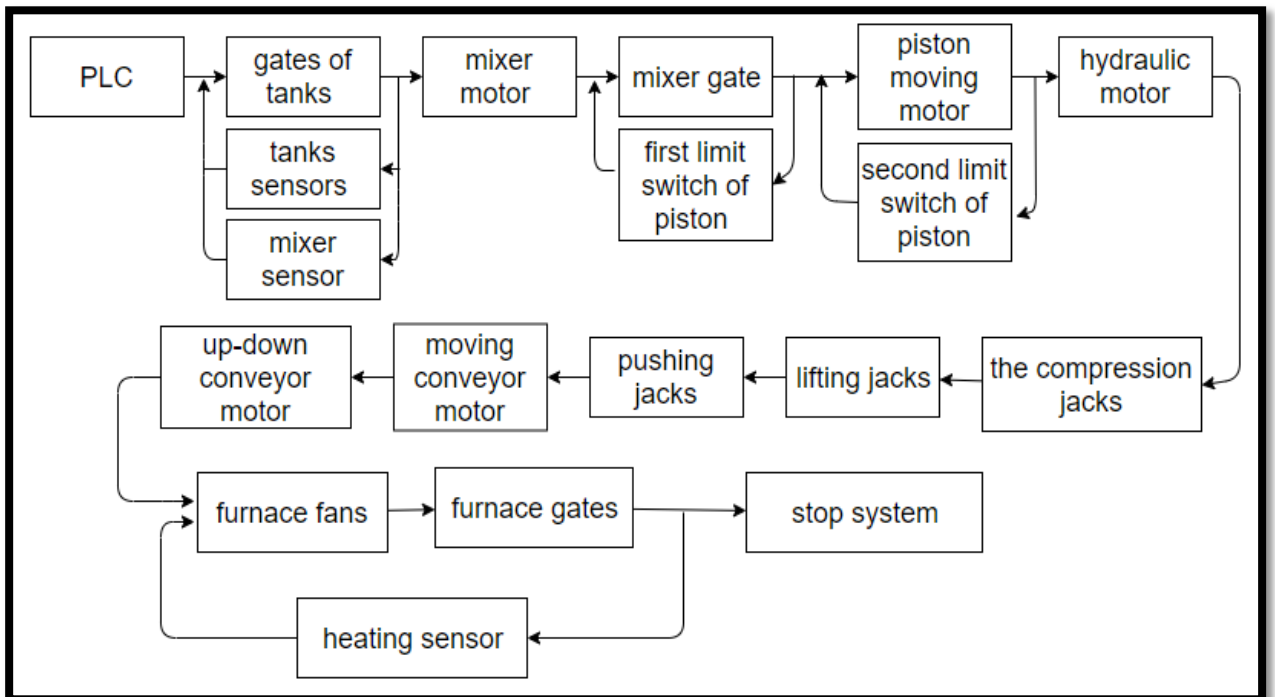 PLC
gates of
tanks
mixer
motor
mixer gate
piston
moving
motor
hydraulic
motor
tanks
sensors
first limit
switch of
piston
second limit
switch of
piston
mixer
sensor
up-down
conveyor
motor
moving
conveyor
motor
pushing
jacks
lifting jacks
the compression
jacks
furnace fans
furnace gates
stop system
heating sensor